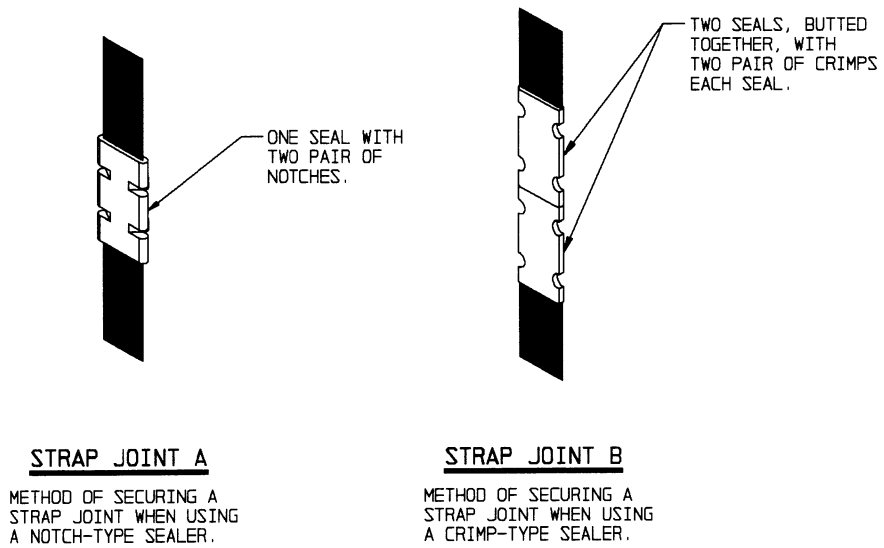 ONE SEAL WITH
TWO PAIR OF
NOTCHES.
TWO SEALS, BUTTED
TOGETHER, WITH
TWO PAIR OF CRIMPS
EACH SEAL.
STRAP JOINT A
METHOD OF SECURING A
STRAP JOINT WHEN USING
A NOTCH-TYPE SEALER.
STRAP JOINT B
METHOD OF SECURING A
STRAP JOINT WHEN USING
A CRIMP-TYPE SEALER.